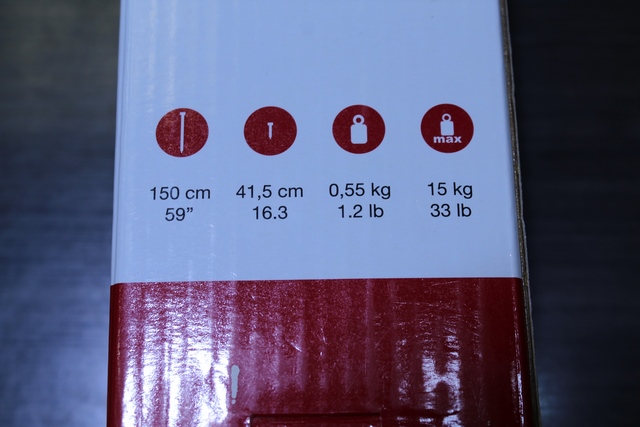 max
150 cm 41,5 cm 0,55 kg 15 kg
59” 16.3 1.2 lb 33 lb